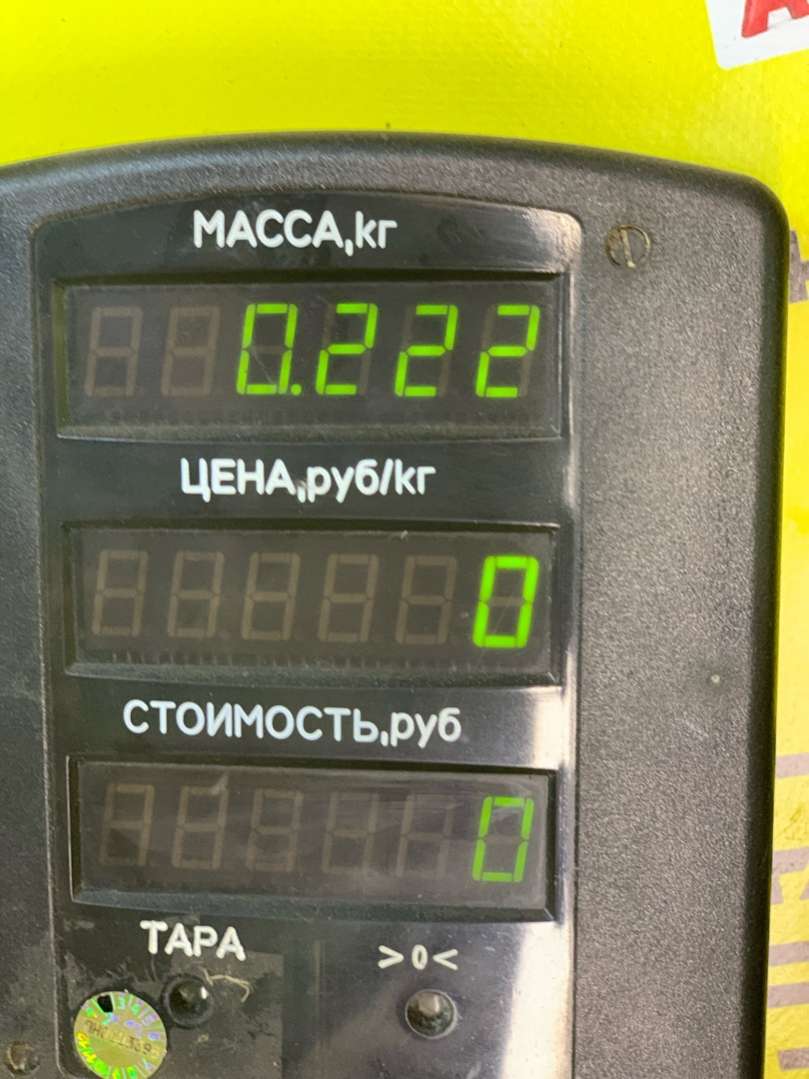 МАССА,кг
0.222
ЦЕНА,руб/кг
0
СТОИМОСТЬ,руб
0
ТАРА >0<